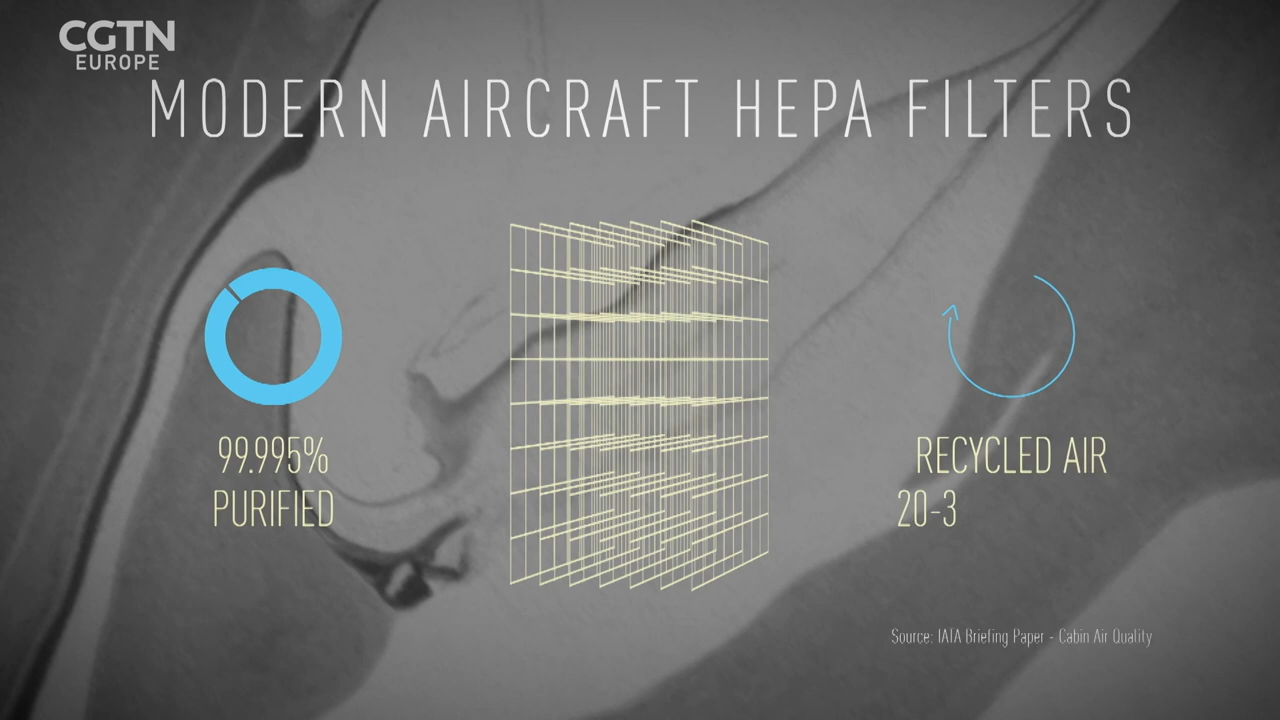 CGTN
EUROPE
MODERN AIRCRAFT HEPA FILTERS
99.995%
PURIFIED
RECYCLED AIR
20-3
Source: IATA Briefing Paper - Cabin Air Quality